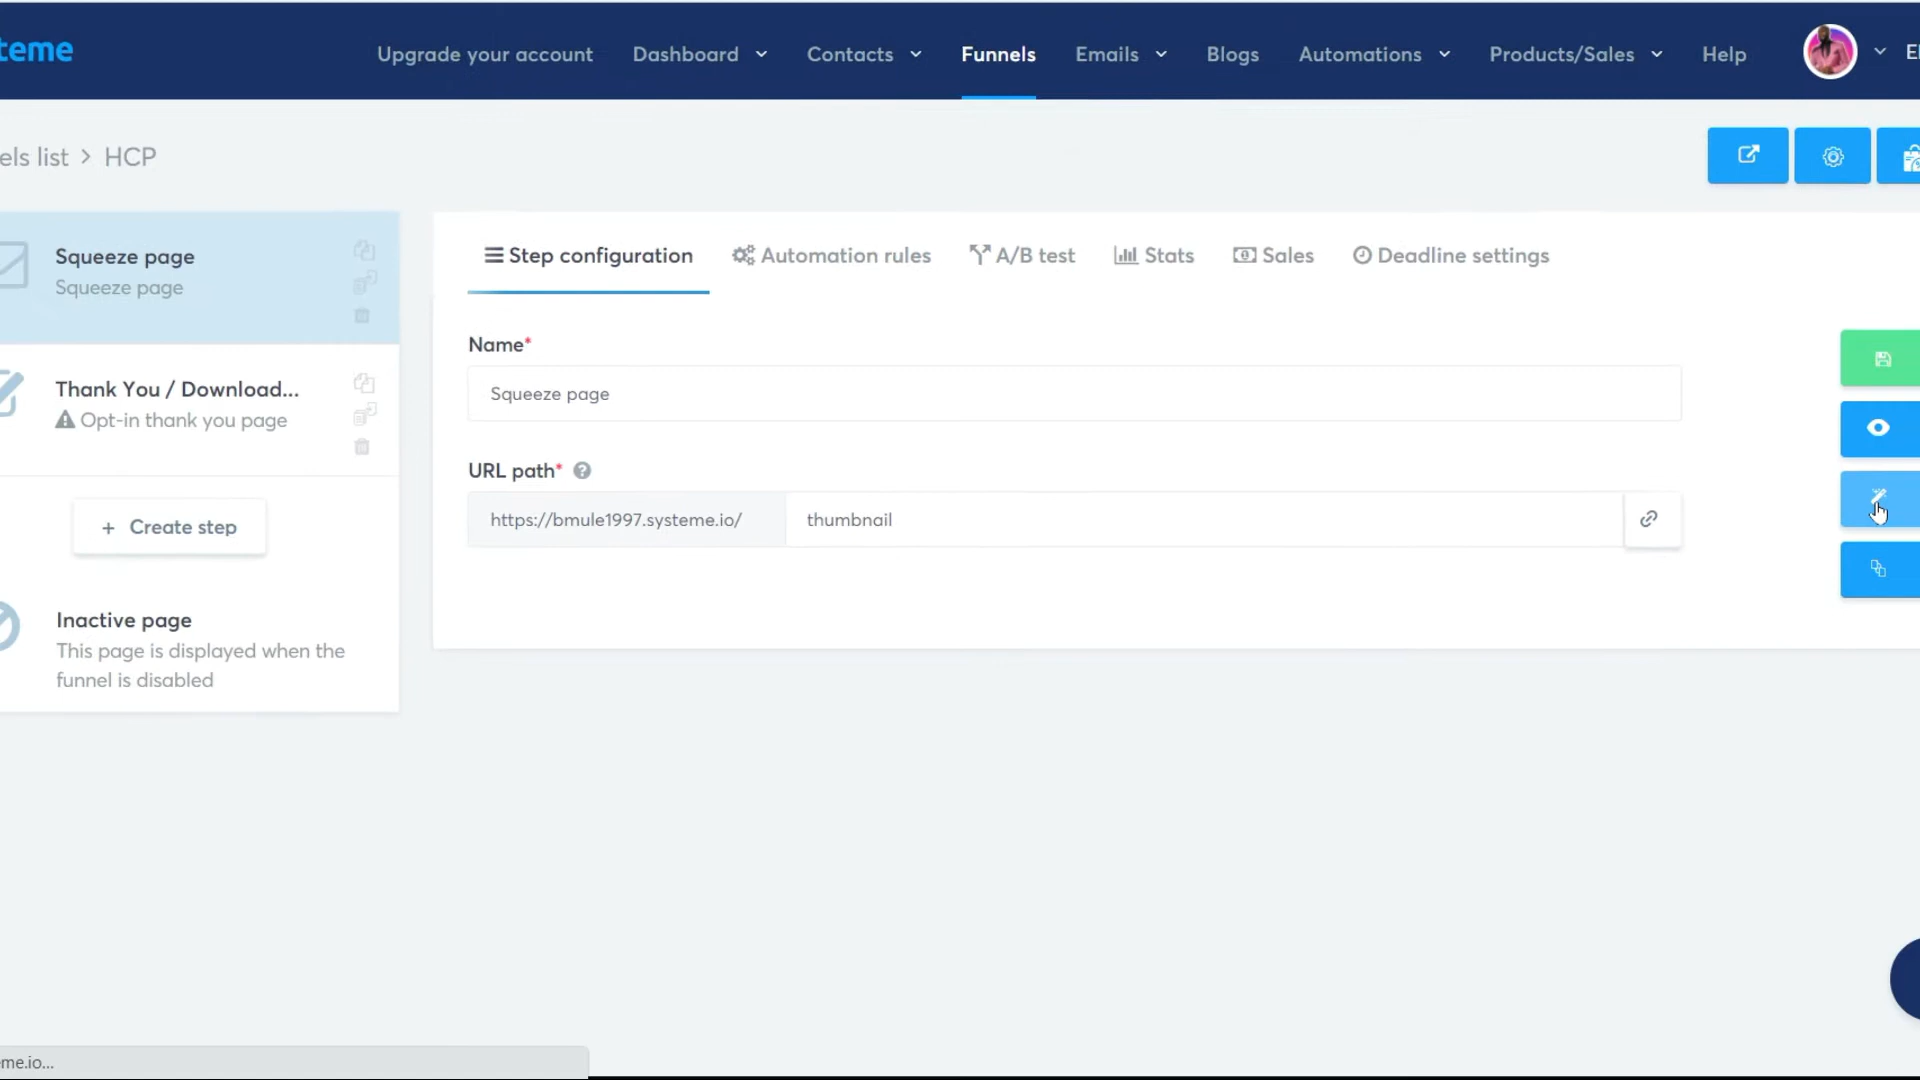 teme
Upgrade your account
Dashboard
Contacts
Funnels
Emails
Blogs
Automations
Products/Sales
Help
els list > HCP
Squeeze page
Squeeze page
Thank You / Download...
Opt-in thank you page
+ Create step
Inactive page
This page is displayed when the
funnel is disabled
Step configuration
Automation rules
A/B test
Stats
Sales
Deadline settings
Name*
Squeeze page
URL path* ?
https://bmule1997.systeme.io/
thumbnail
me.io...